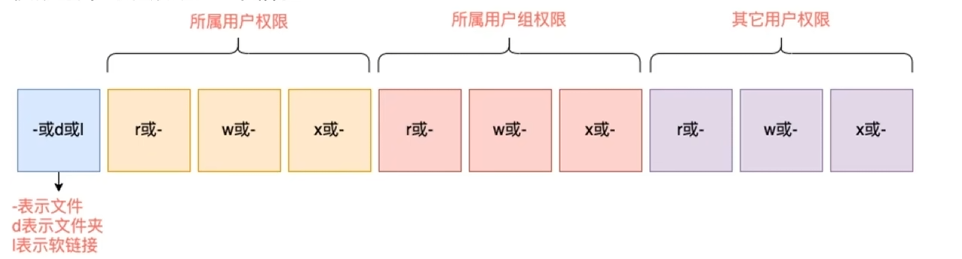 所属用户权限
所属用户组权限
其它用户权限
-或d或l
r或-
w或-
x或-
r或-
w或-
x或-
r或-
w或-
x或-
-表示文件
d表示文件夹
l表示软链接